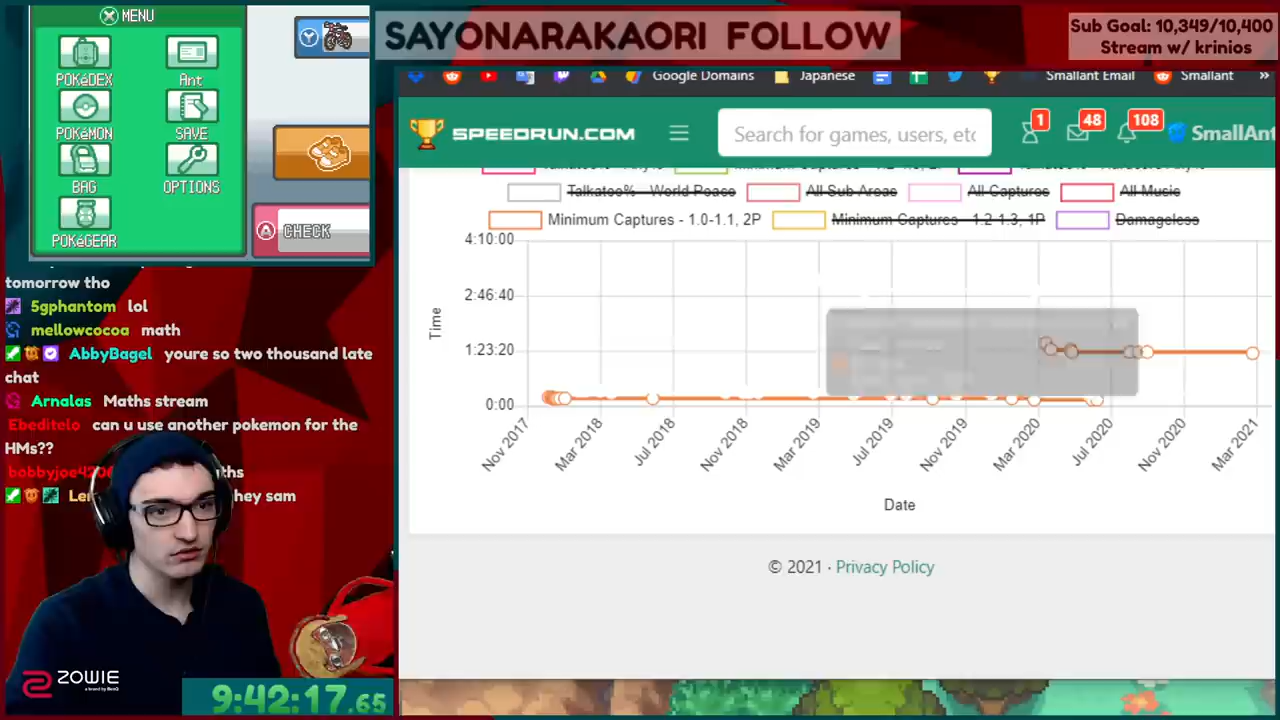 MENU
POKéDEX
Ant
POKéMON
SAVE
BAG
OPTIONS
POKéGEAR
Y
A CHECK
SAYONARAKAORI FOLLOW
Sub Goal: 10,349/10,400
Stream w/ krinios
Google Domains
Japanese
Smallant Email
Smallant
»
SPEEDRUN.COM
Search for games, users, etc
1
48
108
SmallAnt
Talkatoo% - World Peace
All Sub Areas
All Captures
All Music
Minimum Captures - 1.0-1.1, 2P
Minimum Captures - 1.2-1.3, 1P
Damageless
4:10:00
2:46:40
1:23:20
0:00
Time
Nov 2017
Mar 2018
Jul 2018
Nov 2018
Mar 2019
Jul 2019
Nov 2019
Mar 2020
Jul 2020
Nov 2020
Mar 2021
Date
© 2021 · Privacy Policy
tomorrow tho
5gphantom lol
mellowcocoa math
AbbyBagel youre so two thousand late
chat
Arnalas Maths stream
Ebeditelo can u use another pokemon for the
HMs??
hey sam
ZOWIE
9:42:17.65